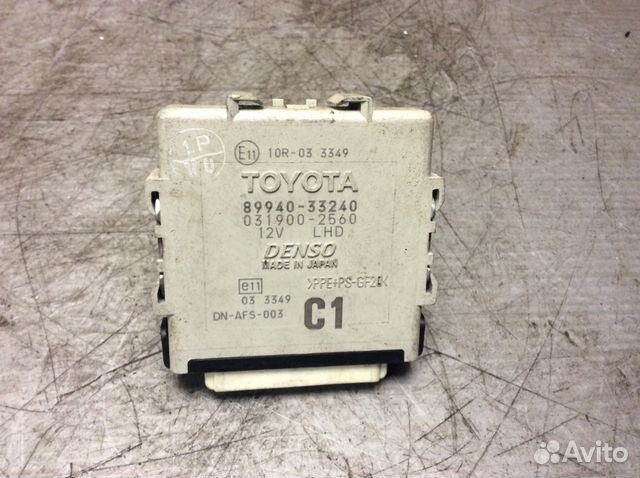 1P
E11 10R-03 3349
TOYOTA
89940-33240
031900-2560
12V LHD
DENSO
MADE IN JAPAN
e11 >PPE+PS-GF20<
03 3349
DN-AFS-003 C1
Avito